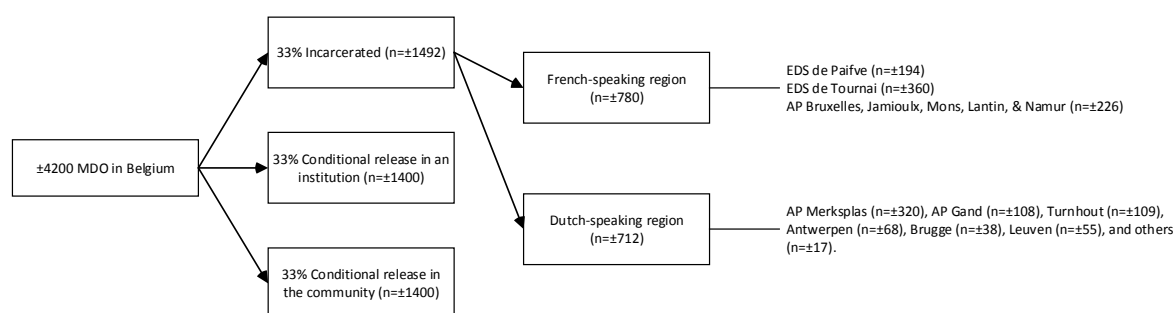 33% Incarcerated (n=±1492)
French-speaking region
(n=±780)
EDS de Paifve (n=±194)
EDS de Tournai (n=±360)
AP Bruxelles, Jamioulx, Mons, Lantin, & Namur (n=±226)
±4200 MDO in Belgium
33% Conditional release in an
institution (n=±1400)
Dutch-speaking region
(n=±712)
AP Merksplas (n=±320), AP Gand (n=±108), Turnhout (n=±109),
Antwerpen (n=±68), Brugge (n=±38), Leuven (n=±55), and others
(n=±17).
33% Conditional release in
the community (n=±1400)